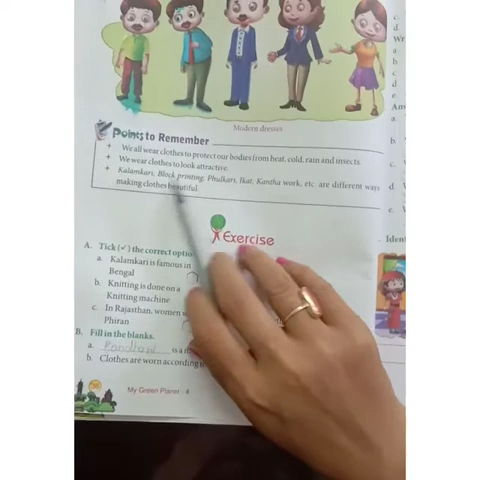 Modern dresses
Points to Remember
We all wear clothes to protect our bodies from heat, cold, rain and insects.
We wear clothes to look attractive.
Kalamkari, Block printing, Phulkari, Ikat, Kantha work, etc. are different ways
making clothes beautiful.
Exercise
A. Tick (✓) the correct optio
a. Kalamkari is famous in
Bengal
b. Knitting is done on a
Knitting machine
c. In Rajasthan, women
Phiran
B. Fill in the blanks.
a. is a
b. Clothes are worn according
My Green Planet - 4
c.
d.
Wr
a.
b.
c.
d.
e.
An
a.
b.
c.
d.
e.
Iden